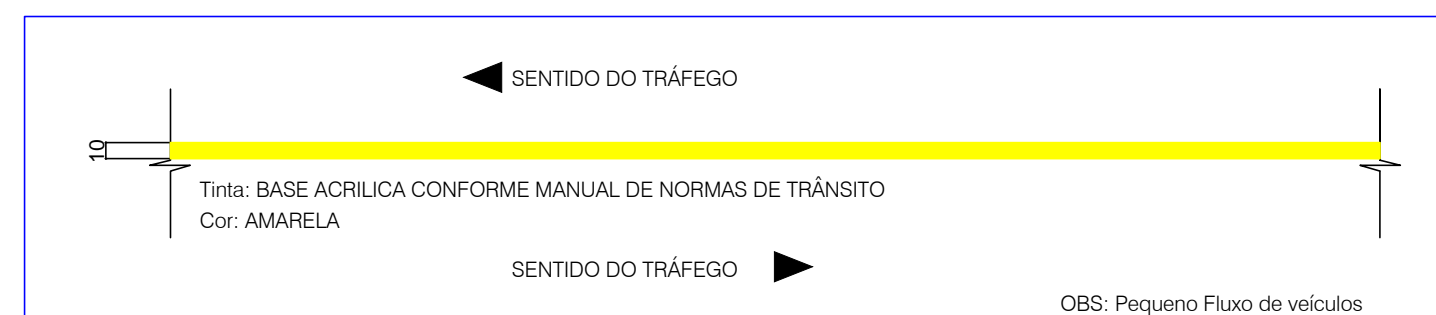 SENTIDO DO TRÁFEGO
10
Tinta: BASE ACRILICA CONFORME MANUAL DE NORMAS DE TRÂNSITO
Cor: AMARELA
SENTIDO DO TRÁFEGO
OBS: Pequeno Fluxo de veículos